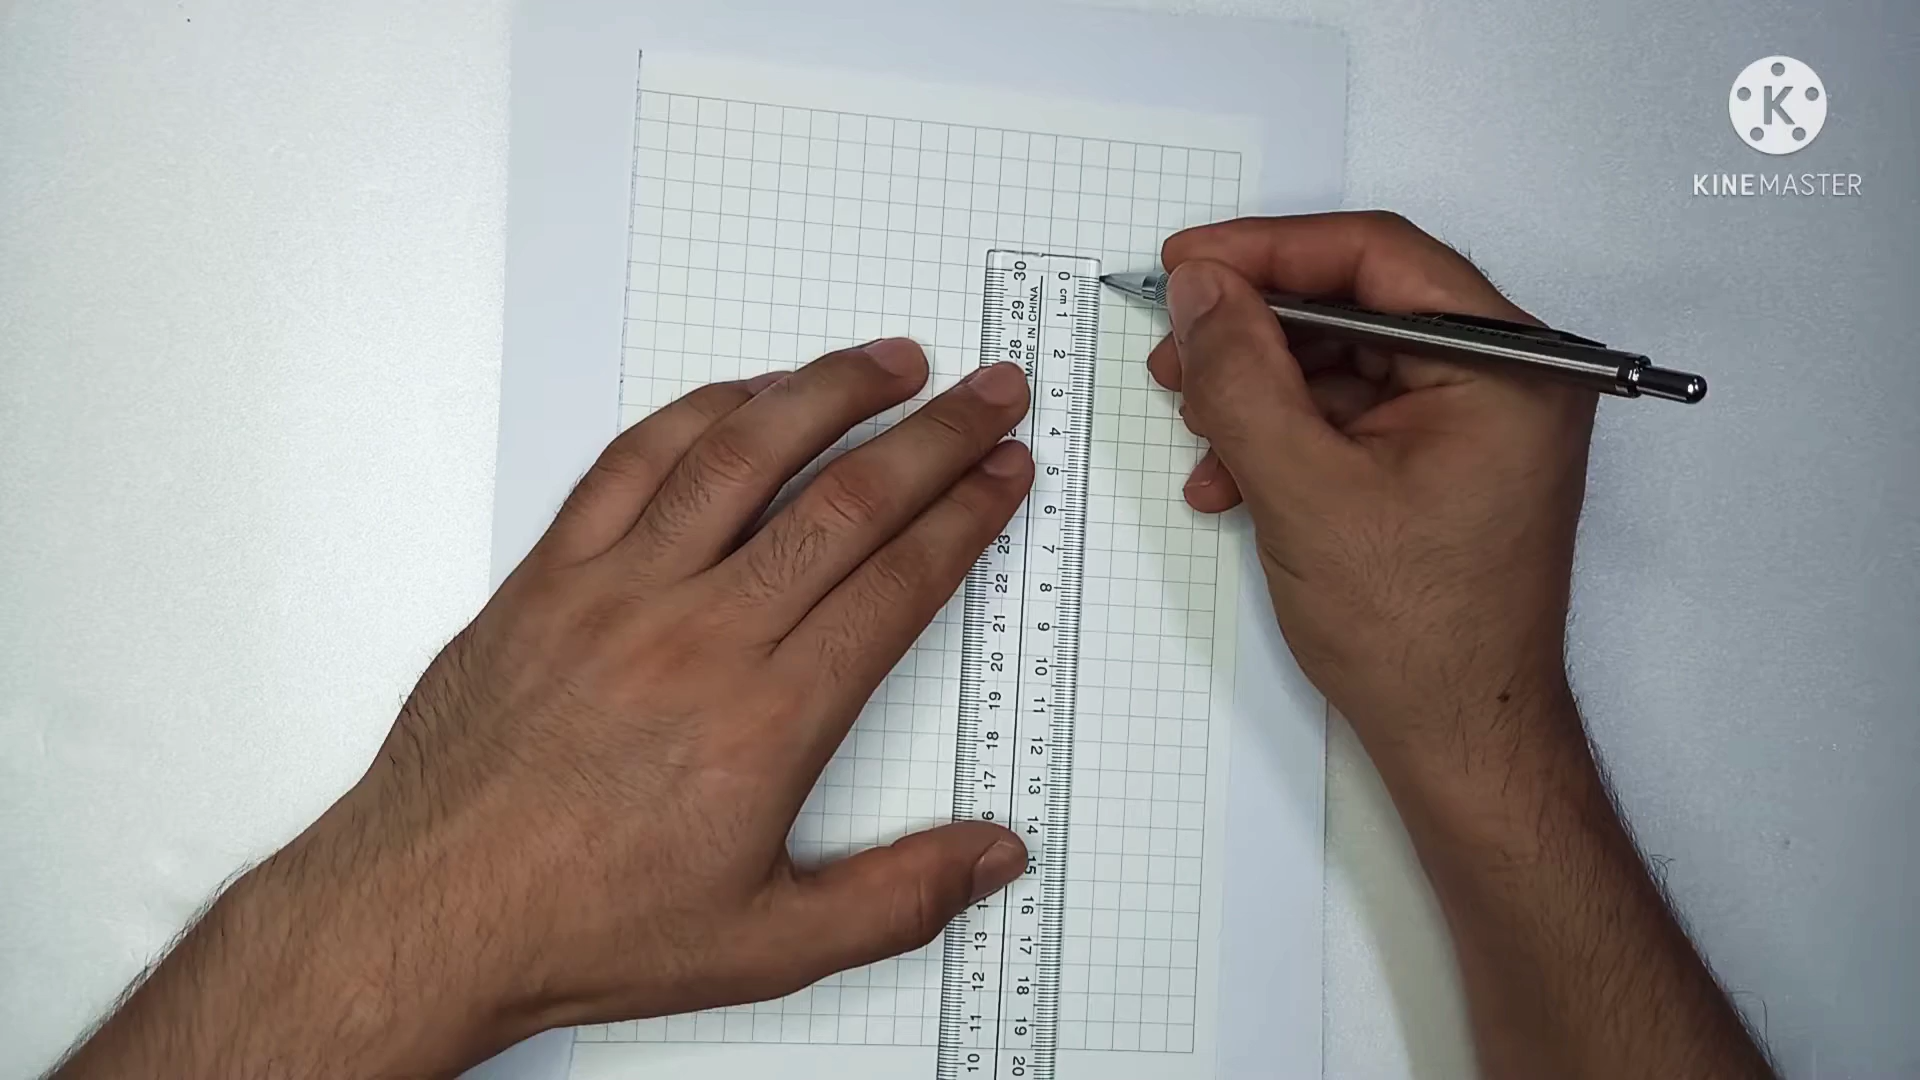 K
KINEMASTER
0 cm 1 2 3 4 5 6 7 8 9 10 11 12 13 14 15 16 17 18 19 20
MADE IN CHINA
30 29 28 23 22 21 20 19 18 17 13 12 11 10